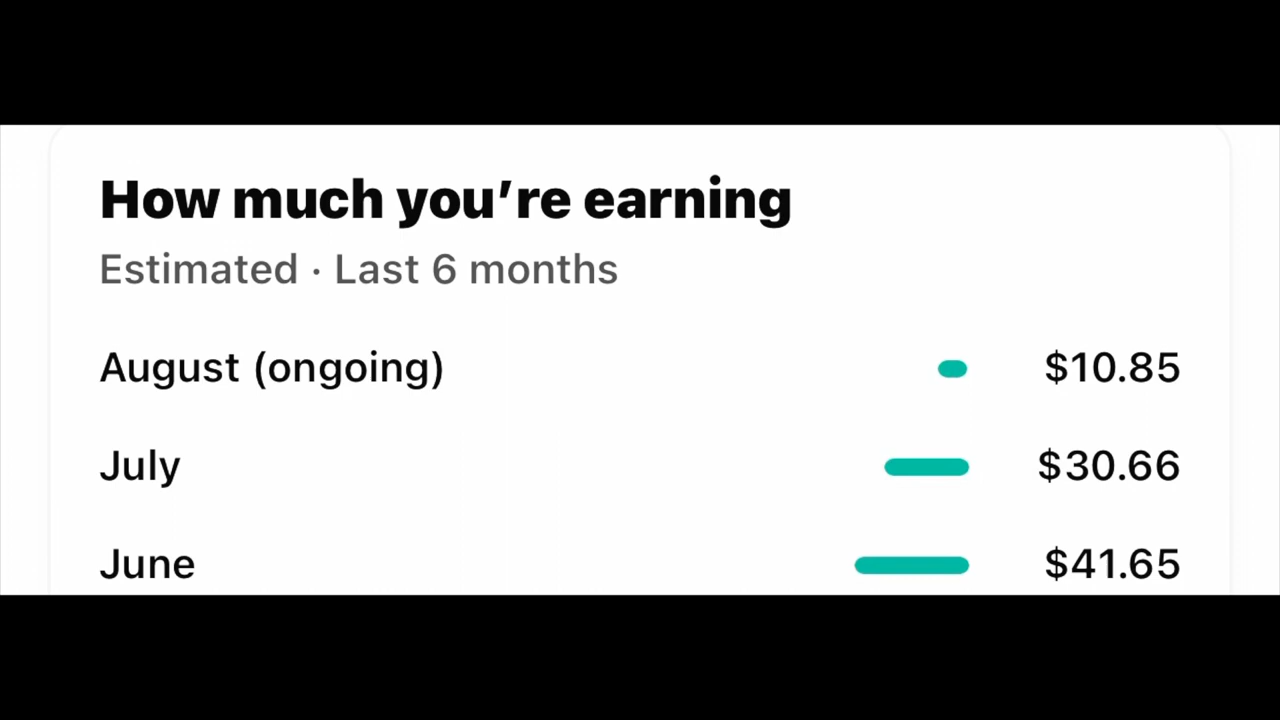 How much you’re earning
Estimated · Last 6 months
August (ongoing) $10.85
July $30.66
June $41.65